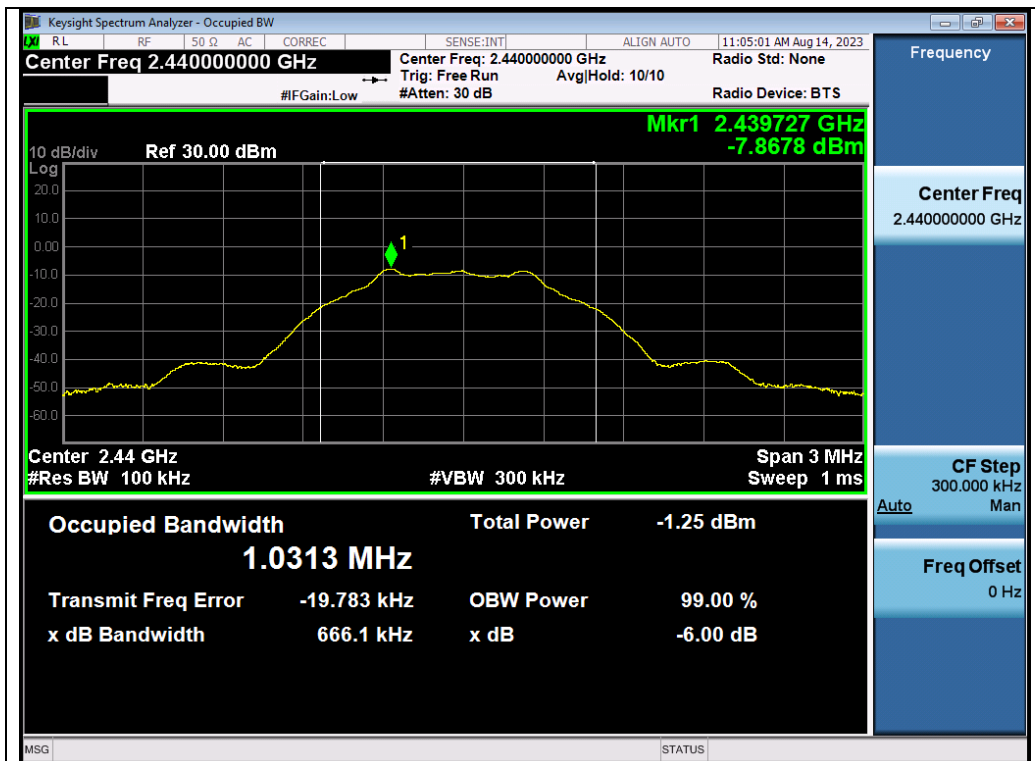 Keysight Spectrum Analyzer - Occupied BW
LXI RL RF 50 Ω AC CORREC SENSE:INT ALIGN AUTO 11:05:01 AM Aug 14, 2023
Center Freq 2.440000000 GHz
Center Freq: 2.440000000 GHz Radio Std: None
Trig: Free Run Avg|Hold: 10/10
#IFGain:Low #Atten: 30 dB Radio Device: BTS
Mkr1 2.439727 GHz
-7.8678 dBm
10 dB/div Ref 30.00 dBm
Log
20.0
10.0
0.00
1
-10.0
-20.0
-30.0
-40.0
-50.0
-60.0
Center 2.44 GHz Span 3 MHz
#Res BW 100 kHz #VBW 300 kHz Sweep 1 ms
Occupied Bandwidth Total Power -1.25 dBm
1.0313 MHz
Transmit Freq Error -19.783 kHz OBW Power 99.00 %
x dB Bandwidth 666.1 kHz x dB -6.00 dB
Frequency
Center Freq
2.440000000 GHz
CF Step
300.000 kHz
Auto Man
Freq Offset
0 Hz
MSG STATUS